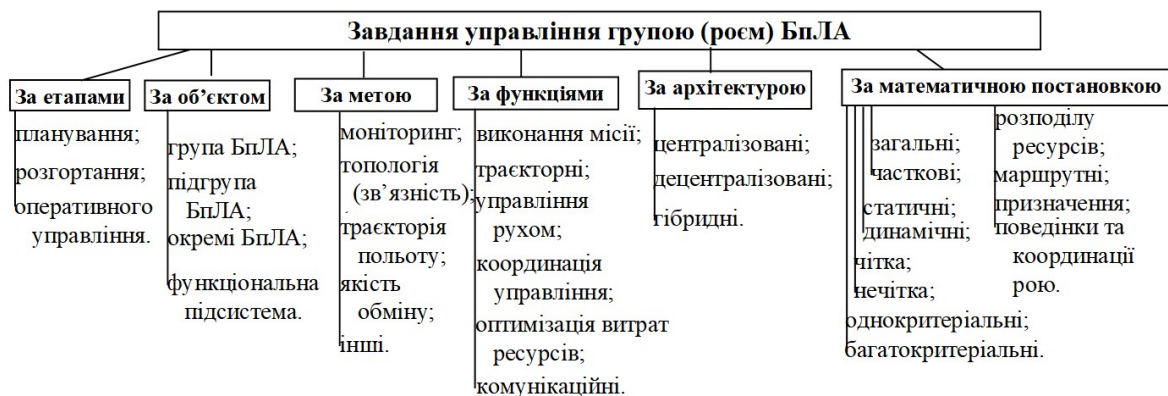 Завдання управління групою (роєм) БпЛА
За етапами
планування;
розгортання;
оперативного
управління.
За об’єктом
група БпЛА;
підгрупа
БпЛА;
окремі БпЛА;
функціональна
підсистема.
За метою
моніторинг;
топологія
(зв’язність);
траєкторія
польоту;
якість
обміну;
інші.
За функціями
виконання місії;
траєкторні;
управління
рухом;
координація
управління;
оптимізація витрат
ресурсів;
комунікаційні.
За архітектурою
централізовані;
децентралізовані;
гібридні.
За математичною постановкою
загальні;
часткові;
статичні;
динамічні;
чітка;
нечітка;
однокритеріальні;
багатокритеріальні.
розподілу
ресурсів;
маршрутні;
призначення;
поведінки та
координації
рою.